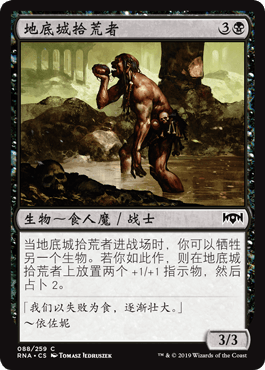 地底城拾荒者 3
生物～食人魔／战士
当地底城拾荒者进战场时，你可以牺牲
另一个生物。若你如此作，则在地底城
拾荒者上放置两个 +1/+1 指示物，然后
占卜 2。
「我们以失败为食，逐渐壮大。」
～依佐妮
3/3
088/259 C
RNA • CS Tomasz Jedruszek
™ & © 2019 Wizards of the Coast